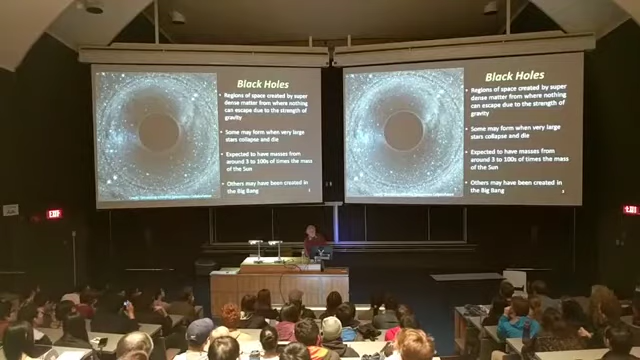 Black Holes
• Regions of space created by super
dense matter from where nothing
can escape due to the strength of
gravity
• Some may form when very large
stars collapse and die
• Expected to have masses from
around 3 to 100s of times the mass
of the Sun
• Others may have been created in
the Big Bang
Black Holes
• Regions of space created by super
dense matter from where nothing
can escape due to the strength of
gravity
• Some may form when very large
stars collapse and die
• Expected to have masses from
around 3 to 100s of times the mass
of the Sun
• Others may have been created in
the Big Bang
EXIT
EXIT